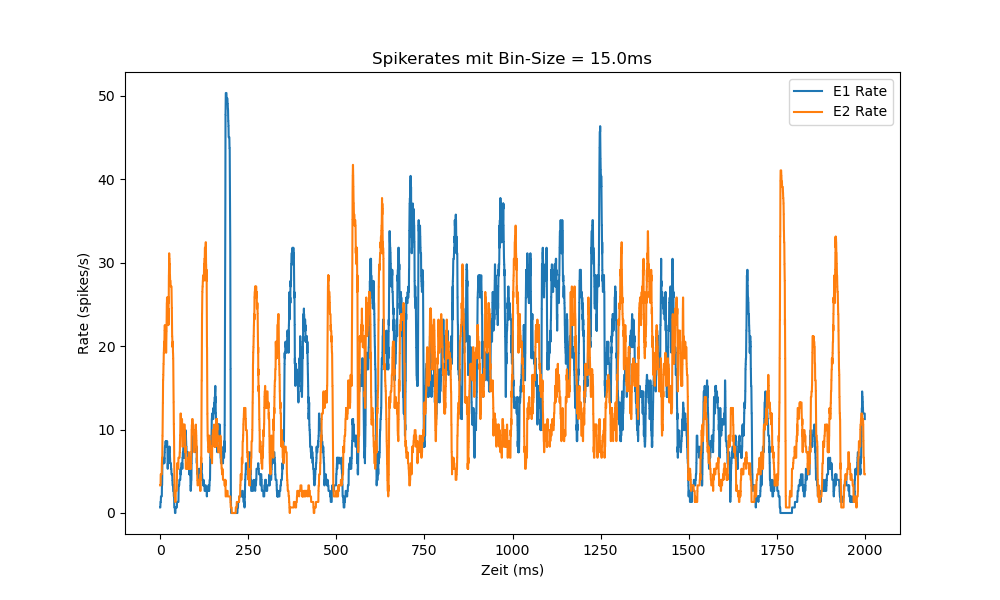 Spikerates mit Bin-Size = 15.0ms
E1 Rate
E2 Rate
Rate (spikes/s)
50
40
30
20
10
0
0 250 500 750 1000 1250 1500 1750 2000
Zeit (ms)